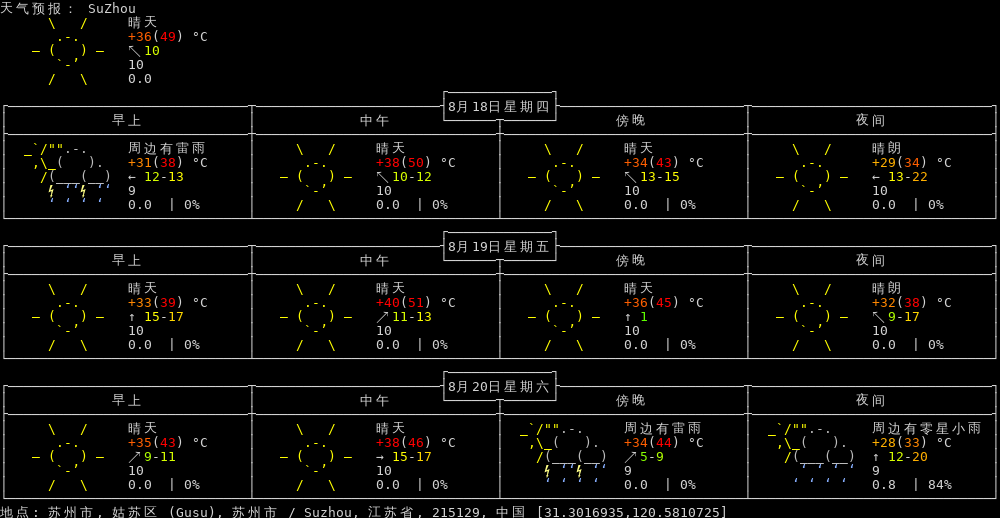 天气预报： SuZhou
晴天
+36(49) °C
↖ 10
10
0.0
8月18日星期四
早上 中午 傍晚 夜间
周边有雷雨 晴天 晴天 晴朗
+31(38) °C +38(50) °C +34(43) °C +29(34) °C
← 12-13 ↖ 10-12 ↖ 13-15 ← 13-22
9 10 10 10
0.0 | 0% 0.0 | 0% 0.0 | 0% 0.0 | 0%
8月19日星期五
早上 中午 傍晚 夜间
晴天 晴天 晴天 晴朗
+33(39) °C +40(51) °C +36(45) °C +32(38) °C
↑ 15-17 ↗ 11-13 ↑ 1 ↖ 9-17
10 10 10 10
0.0 | 0% 0.0 | 0% 0.0 | 0% 0.0 | 0%
8月20日星期六
早上 中午 傍晚 夜间
晴天 晴天 周边有雷雨 周边有零星小雨
+35(43) °C +38(46) °C +34(44) °C +28(33) °C
↗ 9-11 → 15-17 ↗ 5-9 ↑ 12-20
10 10 9 9
0.0 | 0% 0.0 | 0% 0.0 | 0% 0.8 | 84%
地点: 苏州市, 姑苏区 (Gusu), 苏州市 / Suzhou, 江苏省, 215129, 中国 [31.3016935,120.5810725]